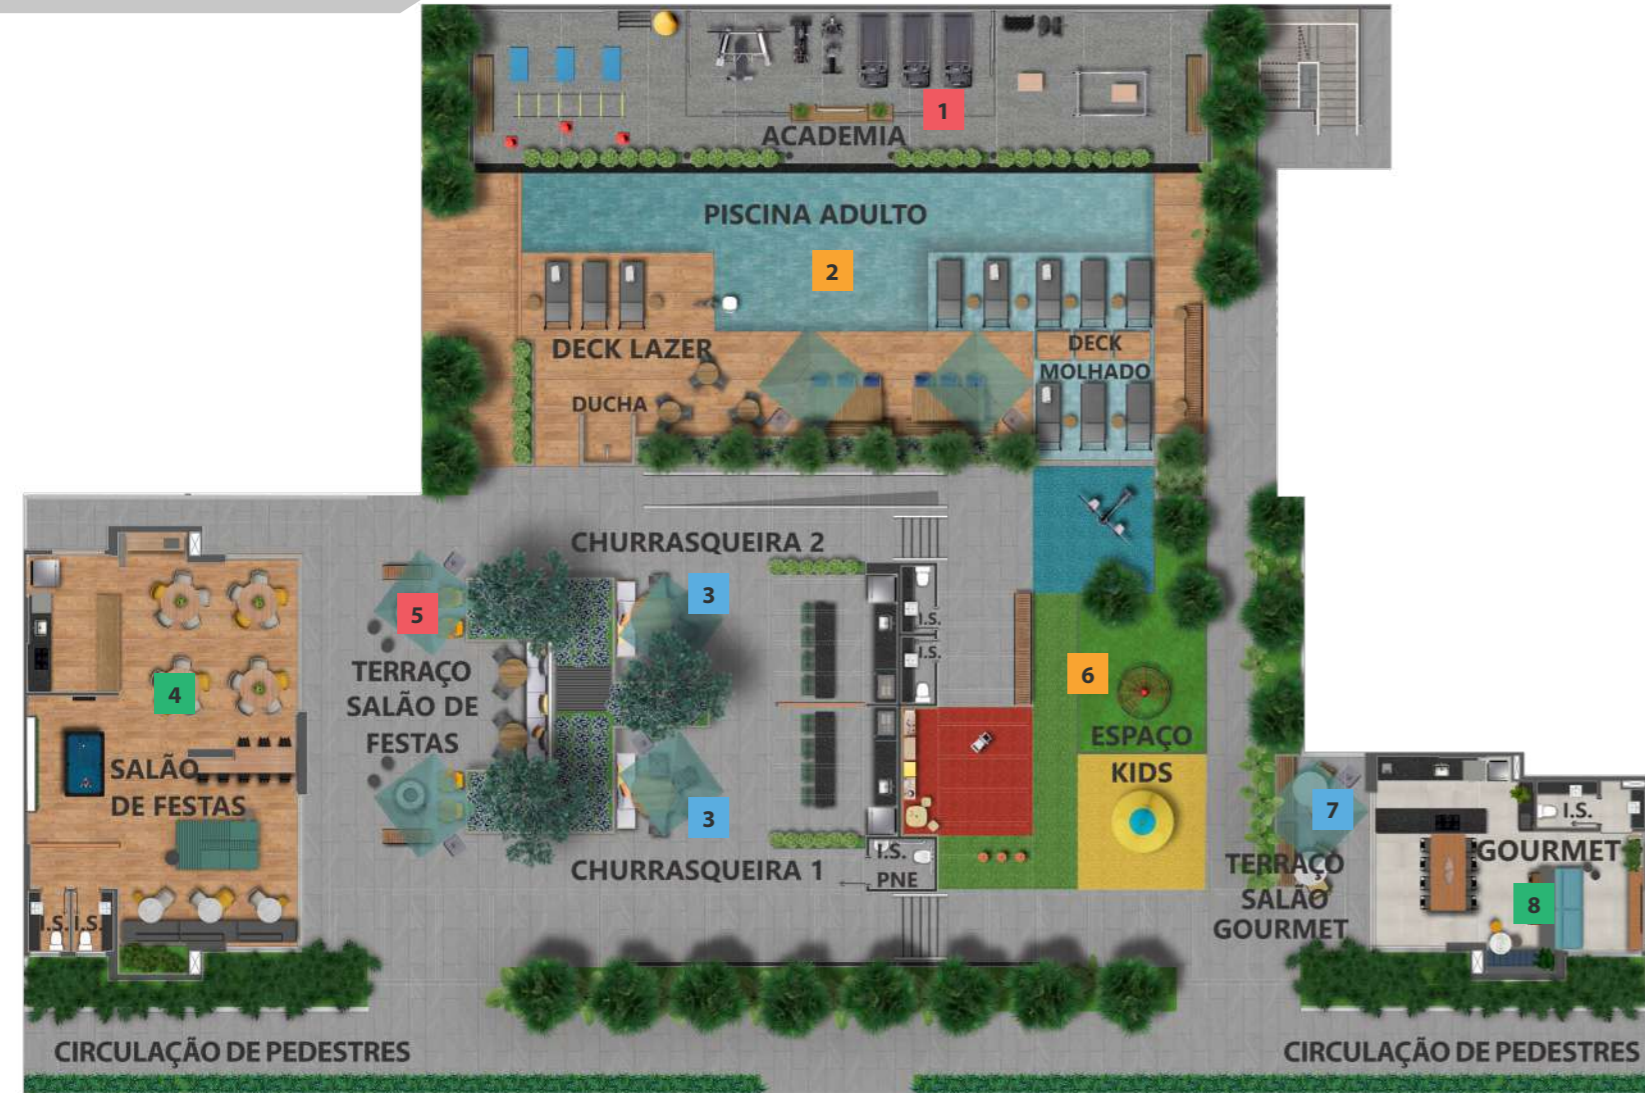 1
ACADEMIA
PISCINA ADULTO
2
DECK LAZER
DECK
MOLHADO
DUCHA
CHURRASQUEIRA 2
3
5
I.S.
I.S.
TERRAÇO
SALÃO DE
FESTAS
4
6
ESPAÇO
KIDS
SALÃO
DE FESTAS
3
CHURRASQUEIRA 1
I.S.
PNE
I.S.
I.S.
7
I.S.
TERRAÇO
SALÃO
GOURMET
GOURMET
8
CIRCULAÇÃO DE PEDESTRES
CIRCULAÇÃO DE PEDESTRES